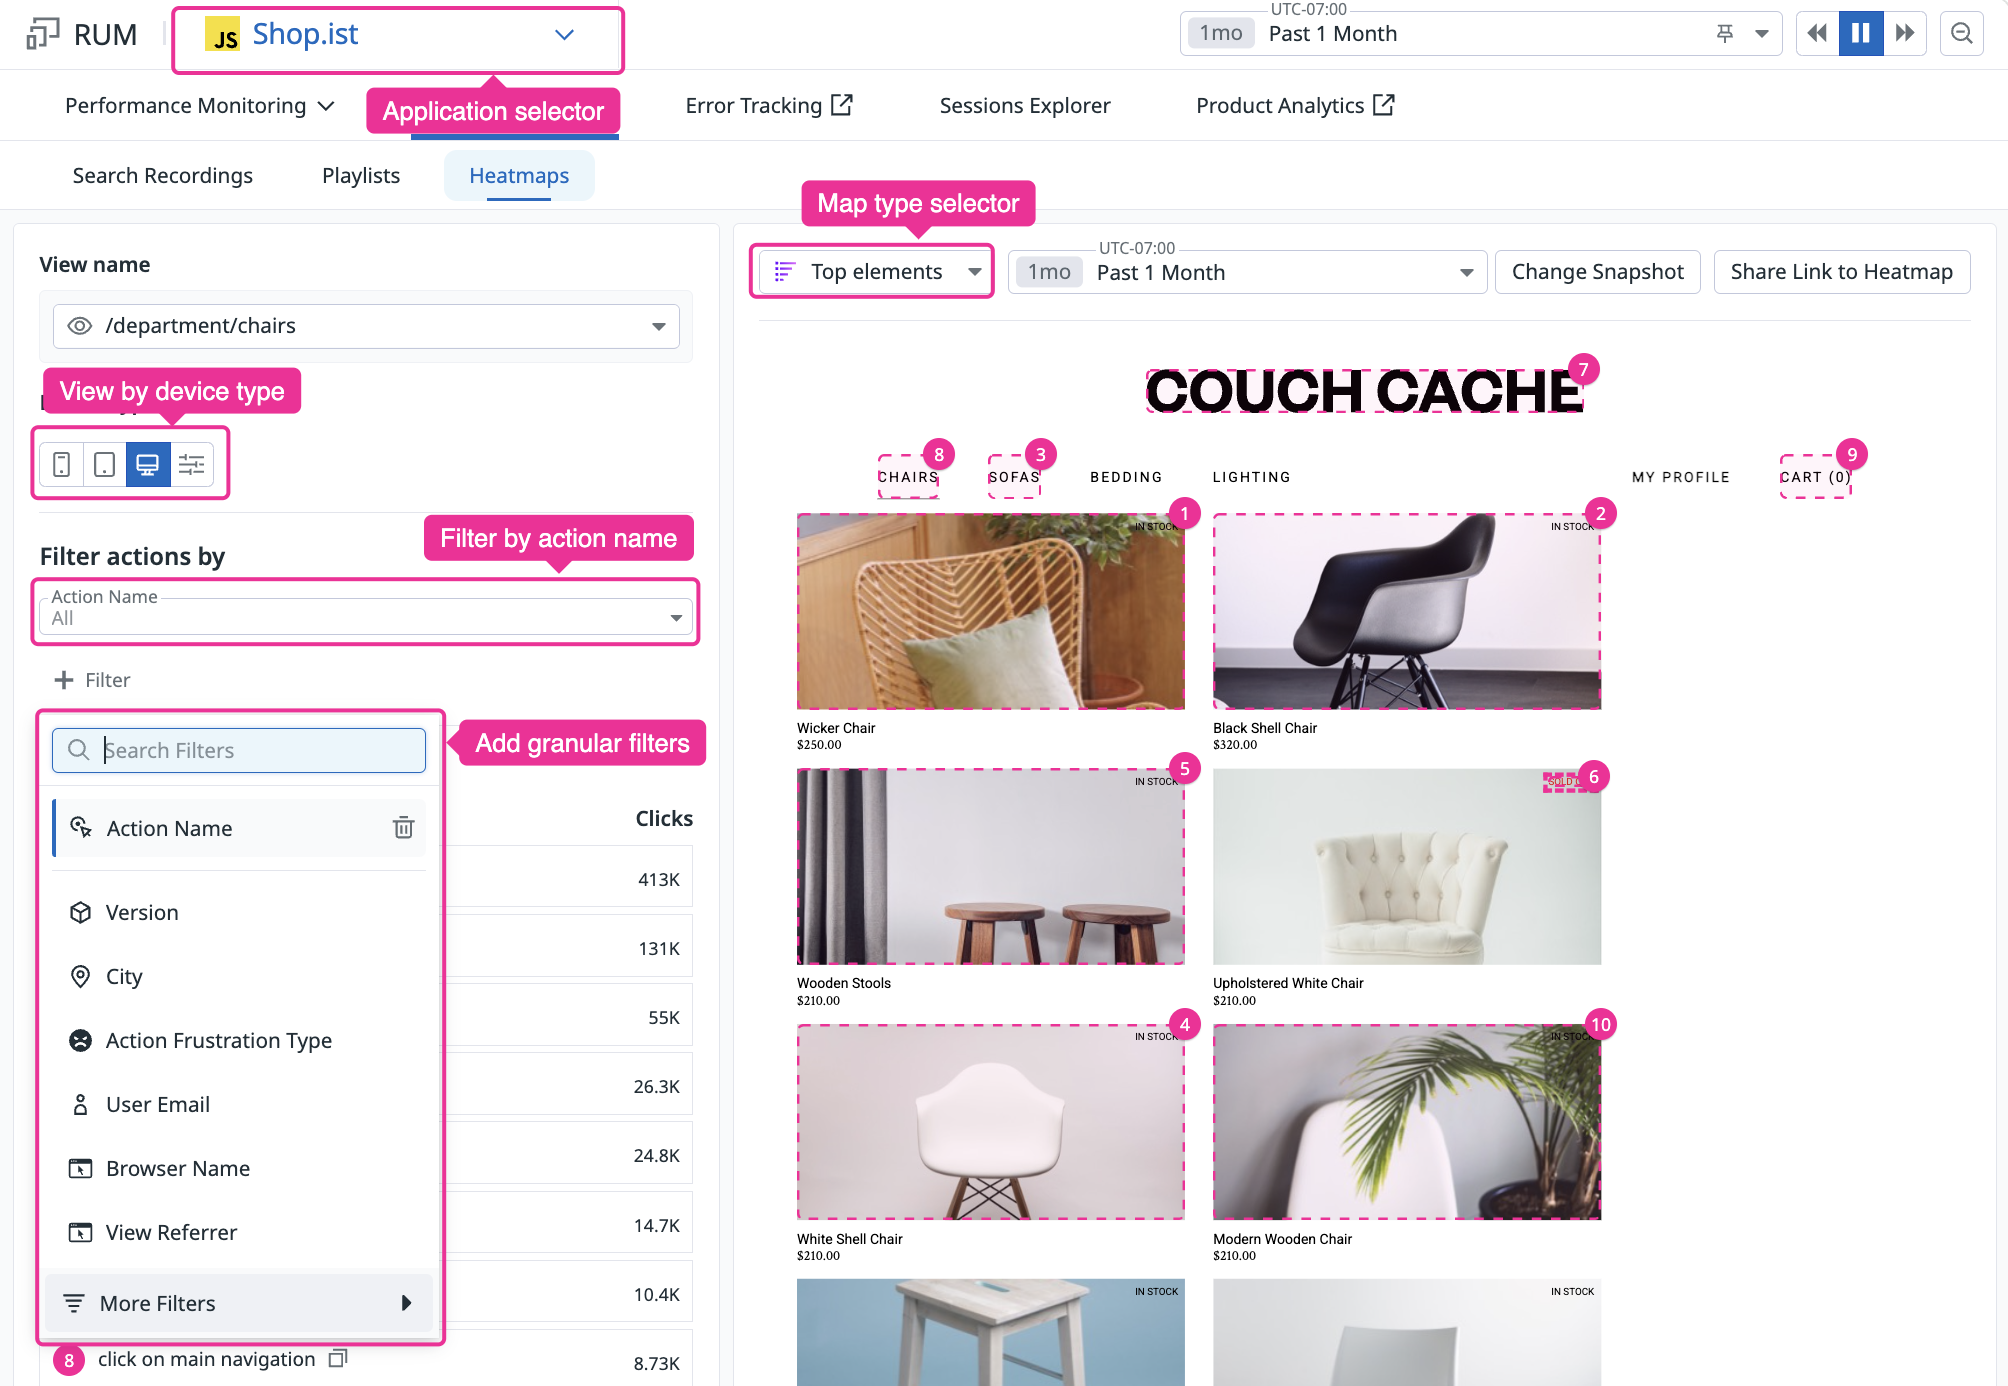 RUM
JS
Shop.ist
UTC-07:00
1mo
Past 1 Month
Performance Monitoring
Application selector
Error Tracking
Sessions Explorer
Product Analytics
Search Recordings
Playlists
Heatmaps
View name
/department/chairs
View by device type
Filter by action name
Filter actions by
Action Name
All
Filter
Search Filters
Add granular filters
Action Name
Version
City
Action Frustration Type
User Email
Browser Name
View Referrer
More Filters
Clicks
413K
131K
55K
26.3K
24.8K
14.7K
10.4K
8 click on main navigation
8.73K
Map type selector
Top elements
UTC-07:00
1mo
Past 1 Month
Change Snapshot
Share Link to Heatmap
COUCH CACHE
7
CHAIRS
8
SOFAS
3
BEDDING
LIGHTING
MY PROFILE
CART (0)
9
IN STOCK
1
Wicker Chair
$250.00
IN STOCK
2
Black Shell Chair
$320.00
IN STOCK
5
Wooden Stools
$210.00
6
Upholstered White Chair
$210.00
IN STOCK
4
White Shell Chair
$210.00
IN STOCK
10
Modern Wooden Chair
$210.00
IN STOCK
IN STOCK